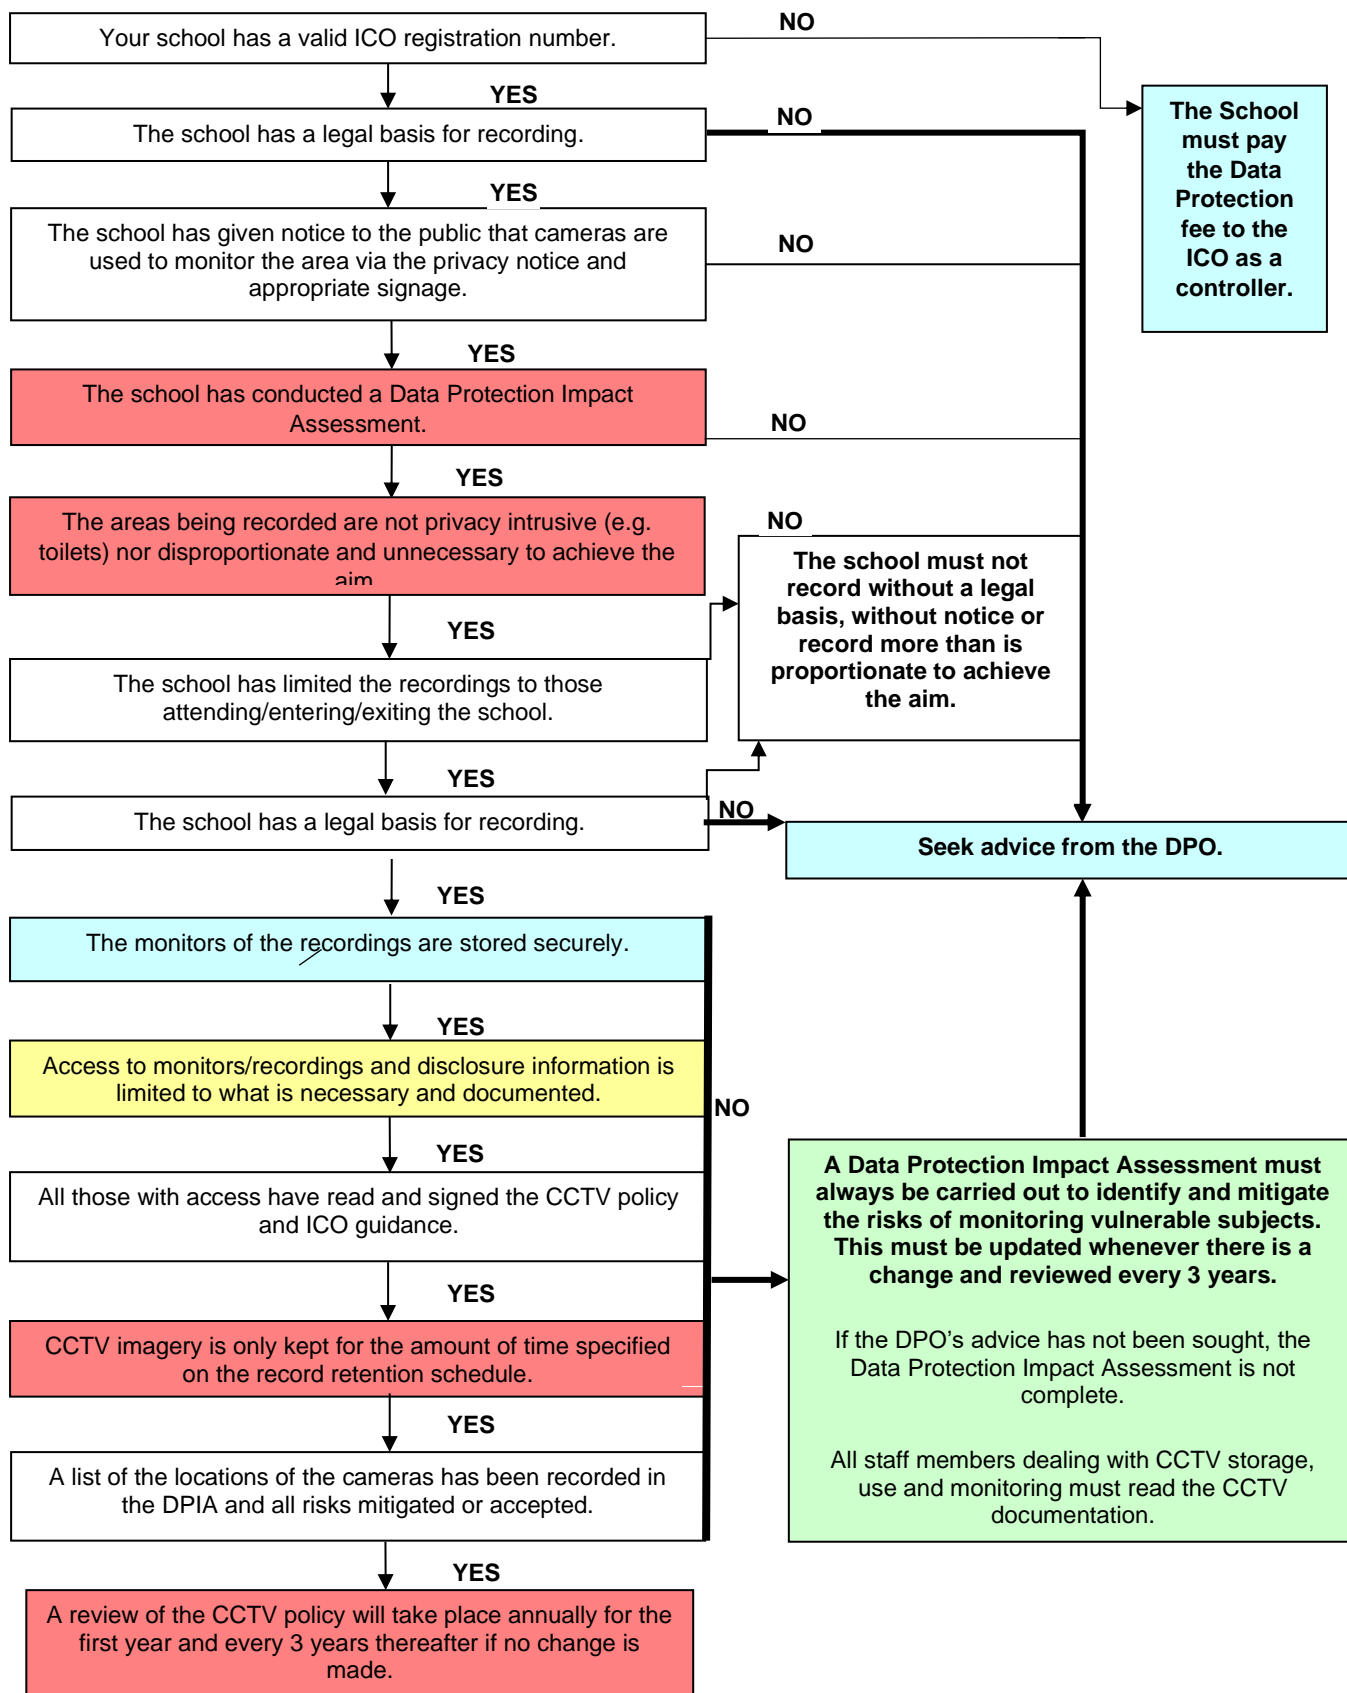 NO
Your school has a valid ICO registration number.
YES
The School
must pay
the Data
Protection
fee to the
ICO as a
controller.
NO
The school has a legal basis for recording.
YES
The school has given notice to the public that cameras are
used to monitor the area via the privacy notice and
appropriate signage.
NO
YES
The school has conducted a Data Protection Impact
Assessment.
NO
YES
The areas being recorded are not privacy intrusive (e.g.
toilets) nor disproportionate and unnecessary to achieve the
aim
NO
The school must not
record without a legal
basis, without notice or
record more than is
proportionate to achieve
the aim.
YES
The school has limited the recordings to those
attending/entering/exiting the school.
YES
The school has a legal basis for recording.
NO
Seek advice from the DPO.
YES
The monitors of the recordings are stored securely.
YES
Access to monitors/recordings and disclosure information is
limited to what is necessary and documented.
NO
YES
All those with access have read and signed the CCTV policy
and ICO guidance.
A Data Protection Impact Assessment must
always be carried out to identify and mitigate
the risks of monitoring vulnerable subjects.
This must be updated whenever there is a
change and reviewed every 3 years.
If the DPO’s advice has not been sought, the
Data Protection Impact Assessment is not
complete.
All staff members dealing with CCTV storage,
use and monitoring must read the CCTV
documentation.
YES
CCTV imagery is only kept for the amount of time specified
on the record retention schedule.
YES
A list of the locations of the cameras has been recorded in
the DPIA and all risks mitigated or accepted.
YES
A review of the CCTV policy will take place annually for the
first year and every 3 years thereafter if no change is
made.